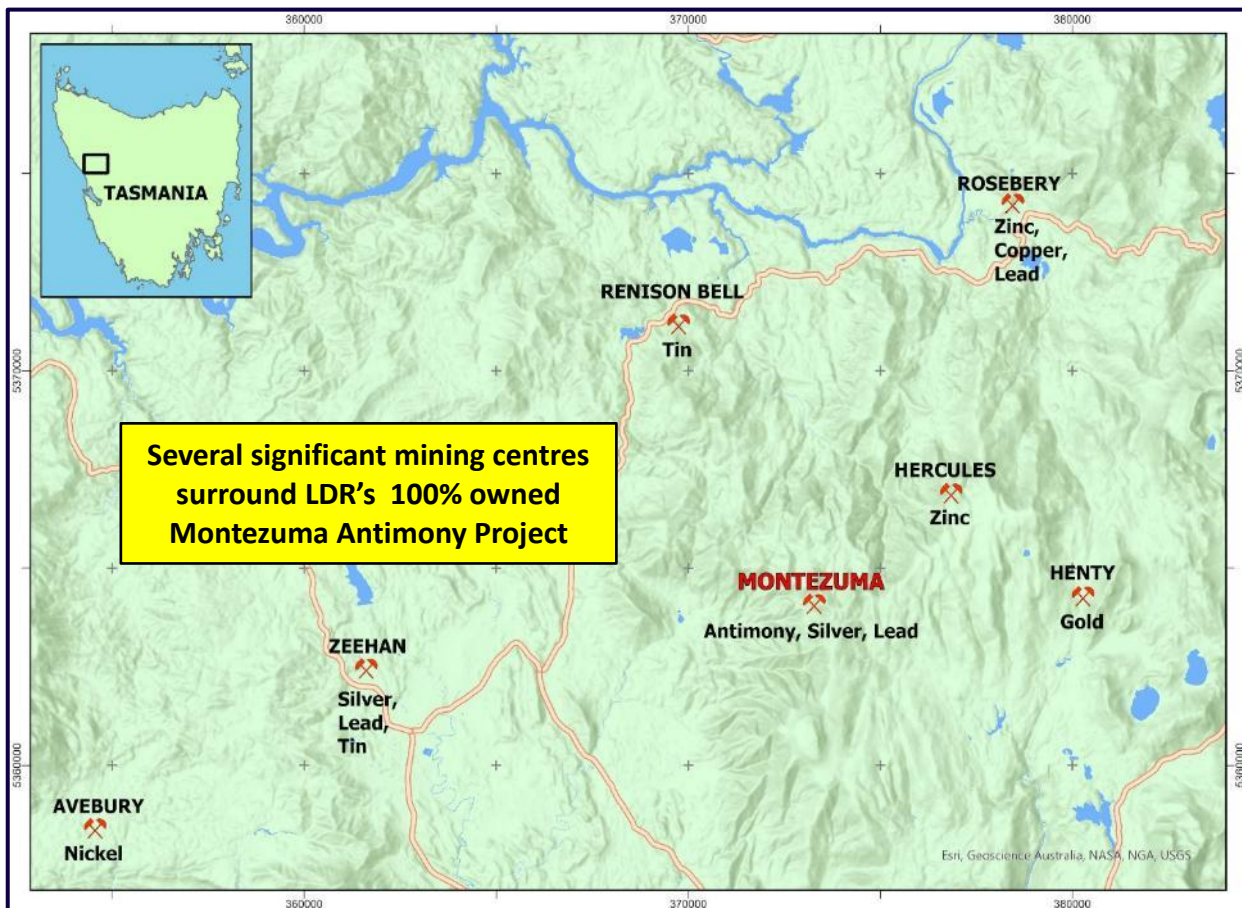 360000
370000
380000
TASMANIA
ROSEBERY
Zinc,
Copper,
Lead
RENISON BELL
Tin
5370000
5370000
Several significant mining centres
surround LDR's 100% owned
Montezuma Antimony Project
HERCULES
Zinc
MONTEZUMA
Antimony, Silver, Lead
HENTY
Gold
ZEEHAN
Silver,
Lead,
Tin
5360000
5360000
AVEBURY
Nickel
Esri, Geoscience Australia, NASA, NGA, USGS
360000
370000
380000